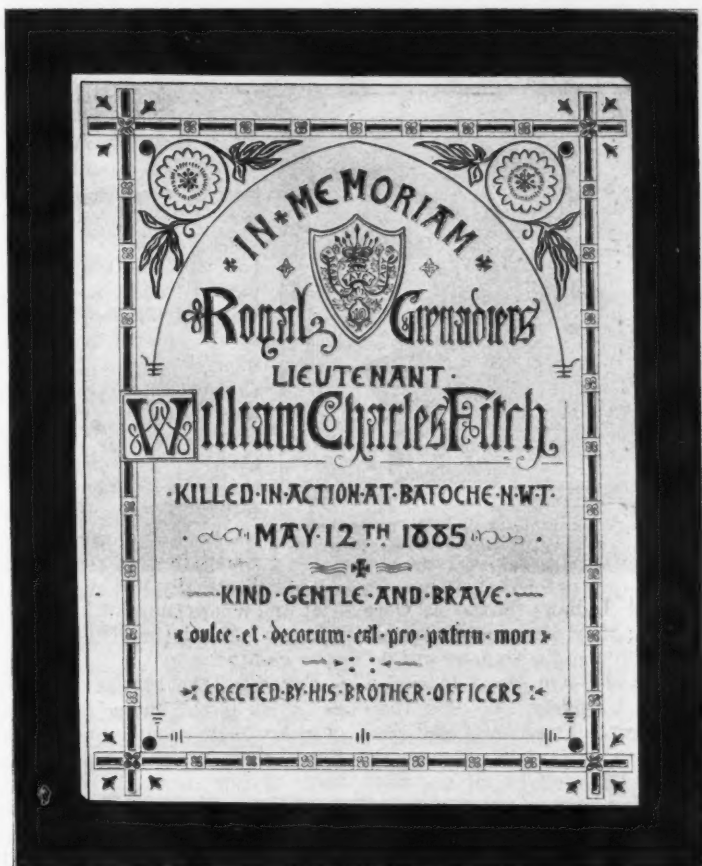 IN MEMORIAM
Royal Grenadiers
LIEUTENANT
William Charles Fitch
KILLED·IN·ACTION·AT·BATOCHE·N·W·T·
MAY·12TH 1885
KIND·GENTLE·AND·BRAVE
dulce·et·decorum·est·pro·patria·mori
ERECTED·BY·HIS·BROTHER·OFFICERS